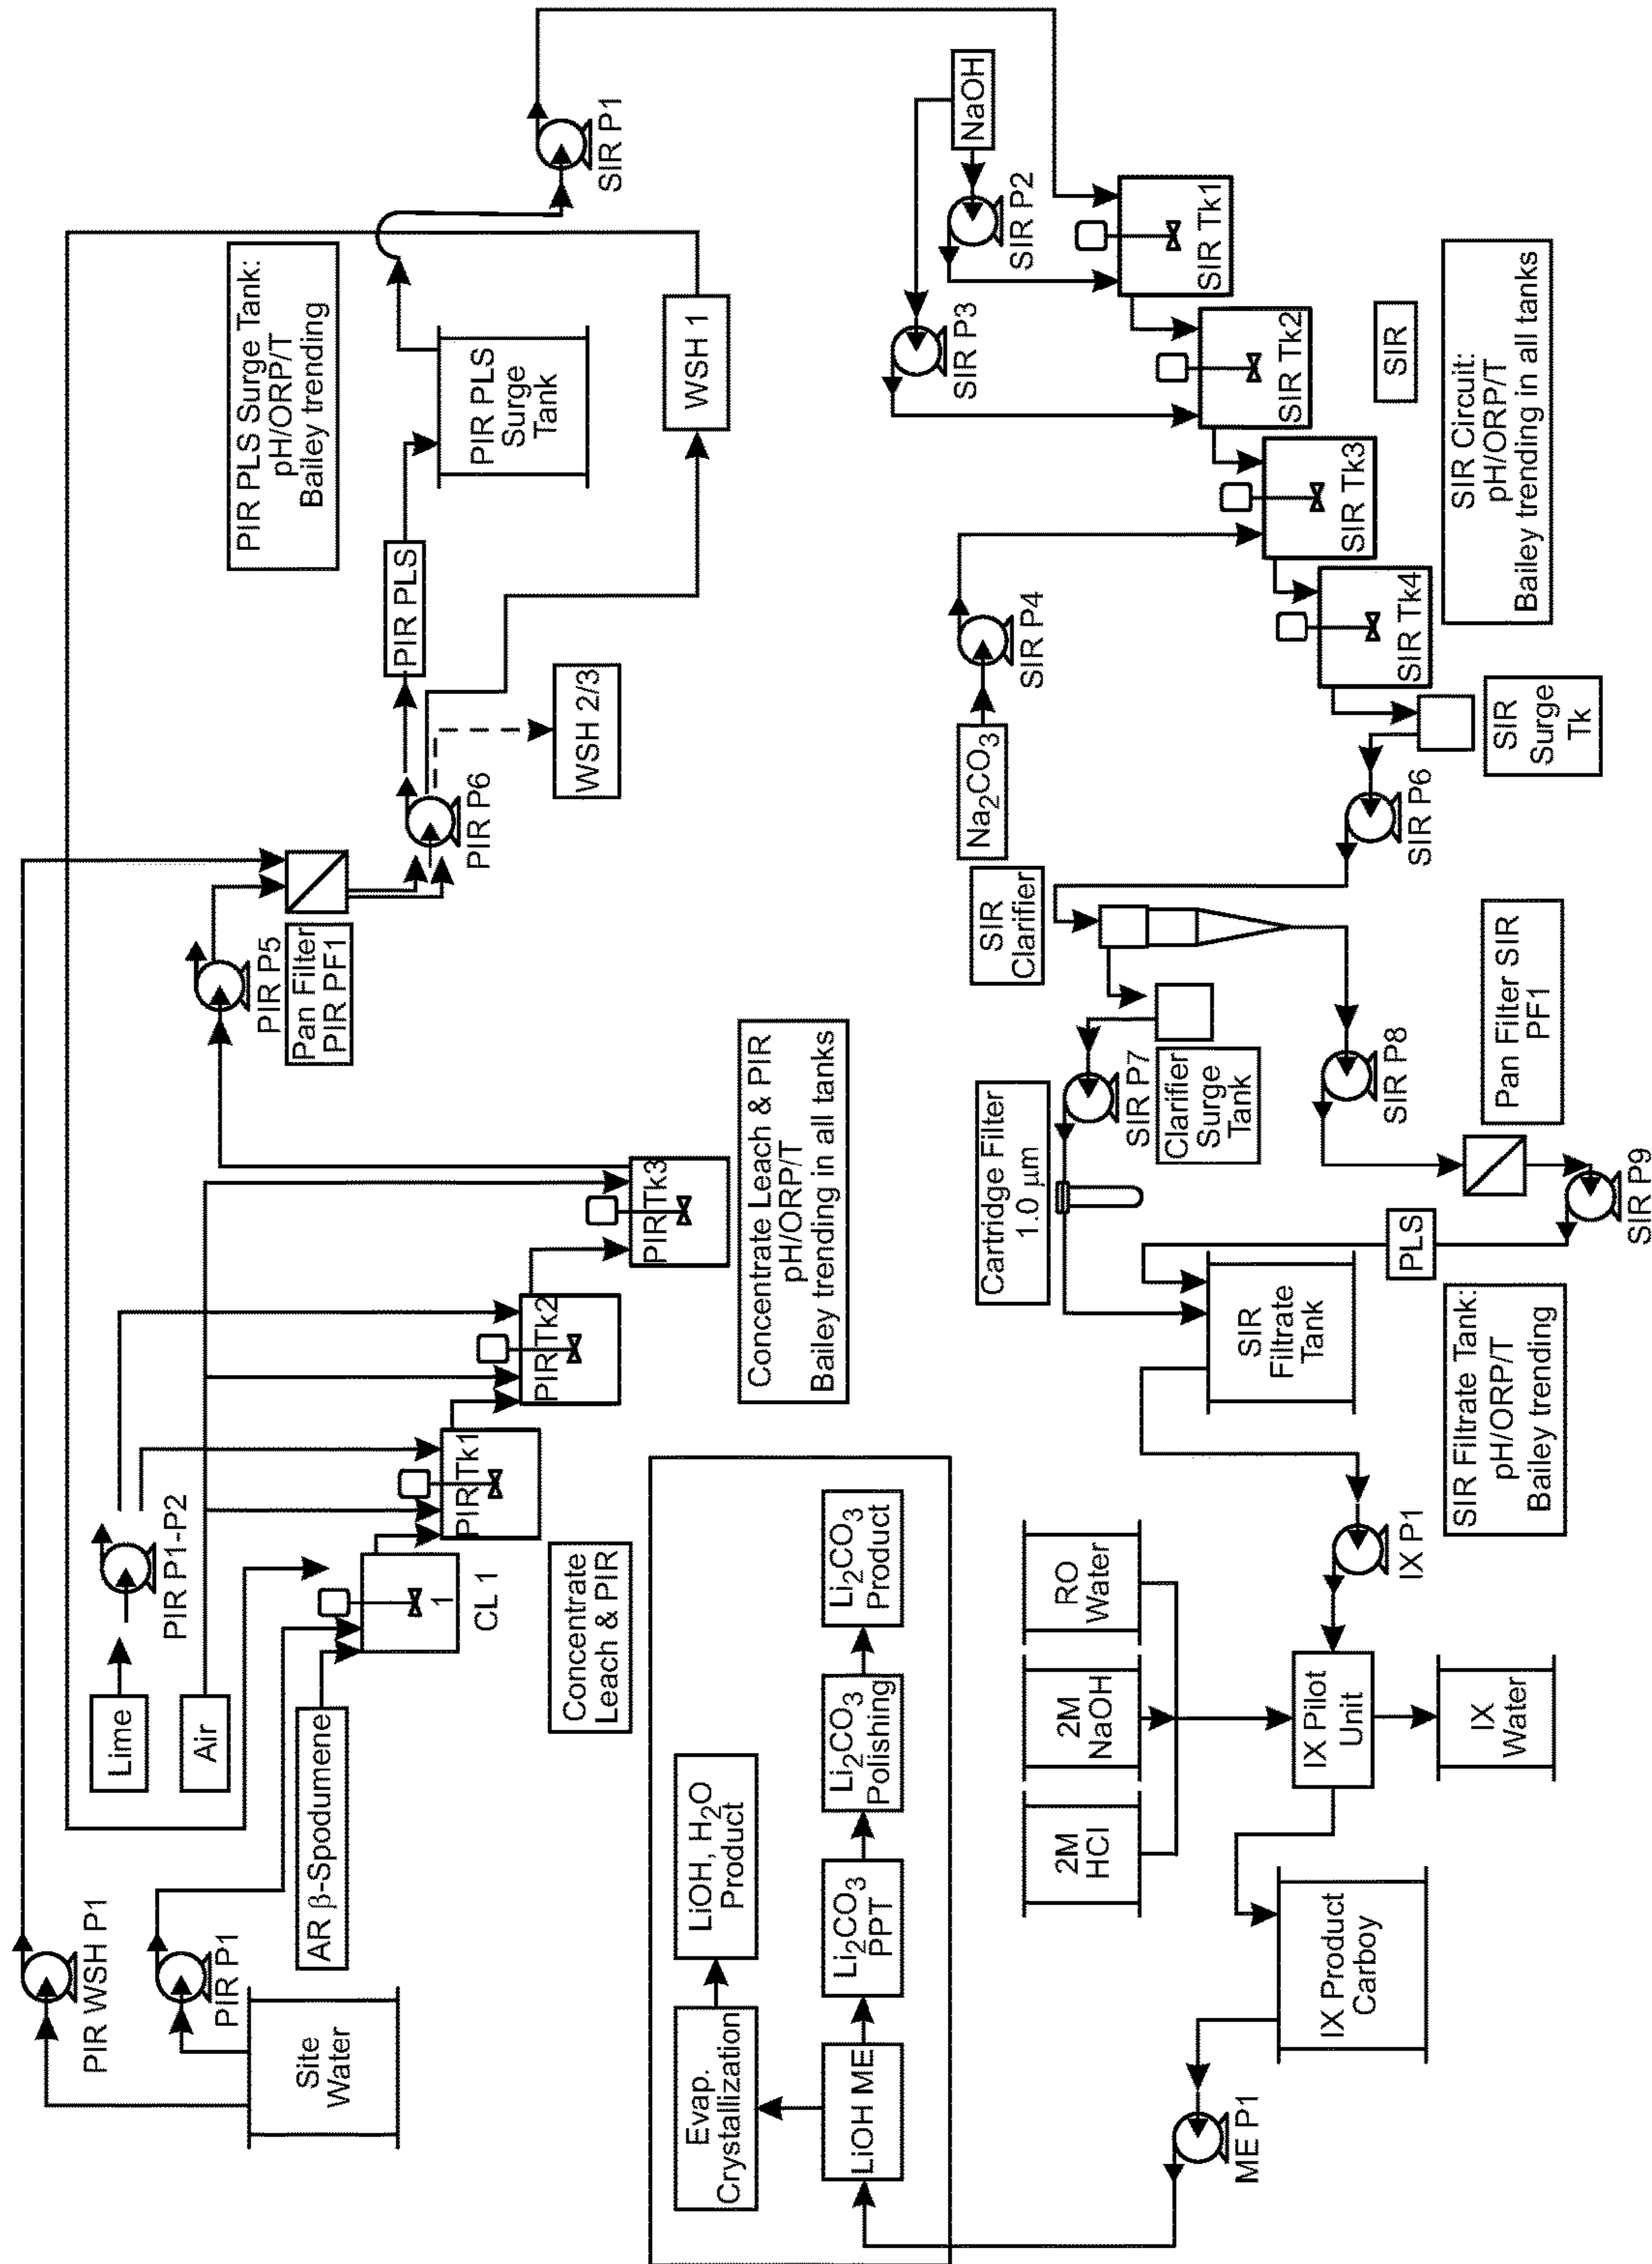 Site
Water
PIR WSH P1
PIR P1
AR β-Spodumene
Lime
Air
PIR P1-P2
1
CL 1
Concentrate
Leach & PIR
PIR Tk1
PIR Tk2
PIR Tk3
Concentrate Leach & PIR
pH/ORP/T
Bailey trending in all tanks
PIR P5
Pan Filter
PIR PF1
PIR P6
WSH 2/3
PIR PLS
PIR PLS Surge Tank:
pH/ORP/T
Bailey trending
PIR PLS
Surge
Tank
WSH 1
SIR P1
NaOH
SIR P2
SIR P3
SIR Tk1
SIR Tk2
SIR Tk3
SIR Tk4
SIR
SIR Circuit:
pH/ORP/T
Bailey trending in all tanks
Na2CO3
SIR P4
SIR
Surge
Tk
SIR P6
SIR
Clarifier
Clarifier
Surge
Tank
SIR P7
Cartridge Filter
1.0 μm
SIR P8
Pan Filter SIR
PF1
SIR P9
PLS
SIR
Filtrate
Tank
SIR Filtrate Tank:
pH/ORP/T
Bailey trending
IX P1
RO
Water
2M
NaOH
2M
HCl
IX Pilot
Unit
IX
Water
IX Product
Carboy
ME P1
LiOH ME
Evap.
Crystallization
LiOH, H2O
Product
Li2CO3
PPT
Li2CO3
Polishing
Li2CO3
Product